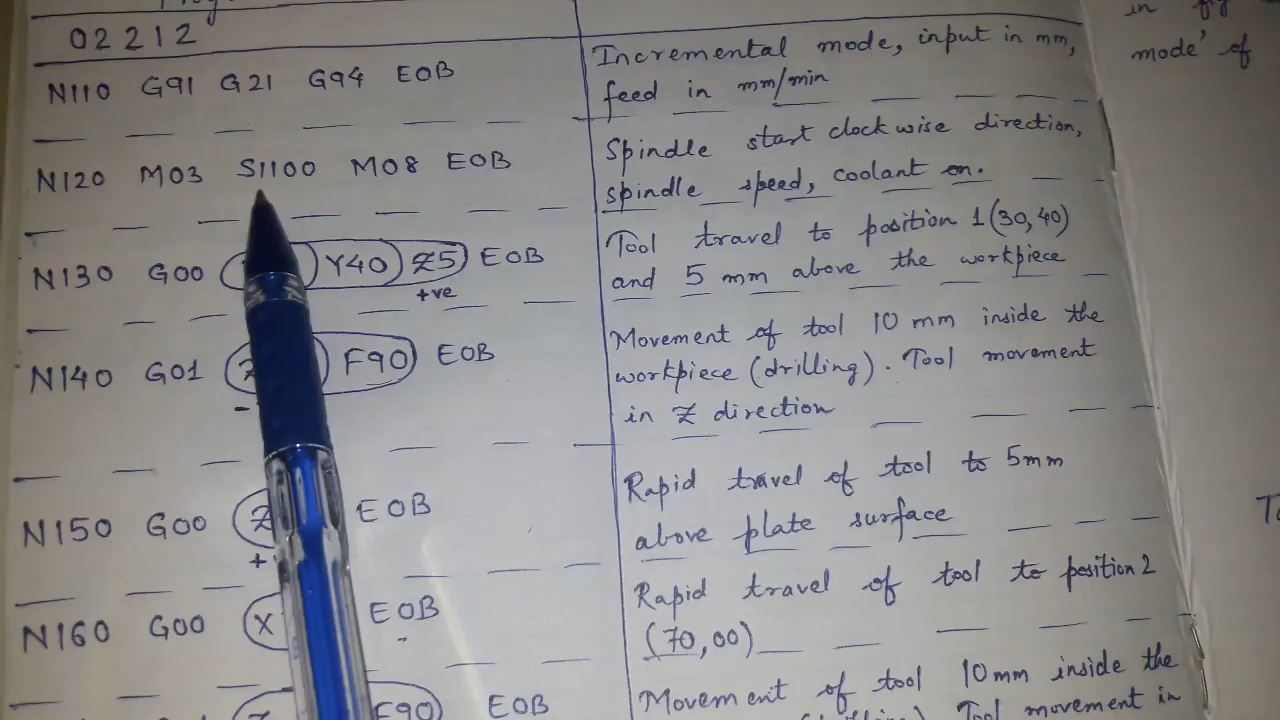 02212
N110 G91 G21 G94 EOB
Incremental mode, input in mm,
feed in mm/min
N120 M03 S1100 M08 EOB
Spindle start clockwise direction,
spindle speed, coolant on.
N130 G00 Y40 Z5 EOB
+ve
Tool travel to position 1 (30,40)
and 5 mm above the workpiece
N140 G01 F90 EOB
-
Movement of tool 10 mm inside the
workpiece (drilling). Tool movement
in Z direction
N150 G00 Z EOB
+
Rapid travel of tool to 5mm
above plate surface
N160 G00 X EOB
Rapid travel of tool to position 2
(70,00)
F90 EOB
Movement of tool 10mm inside the
Tool movement in
in fig
mode' of